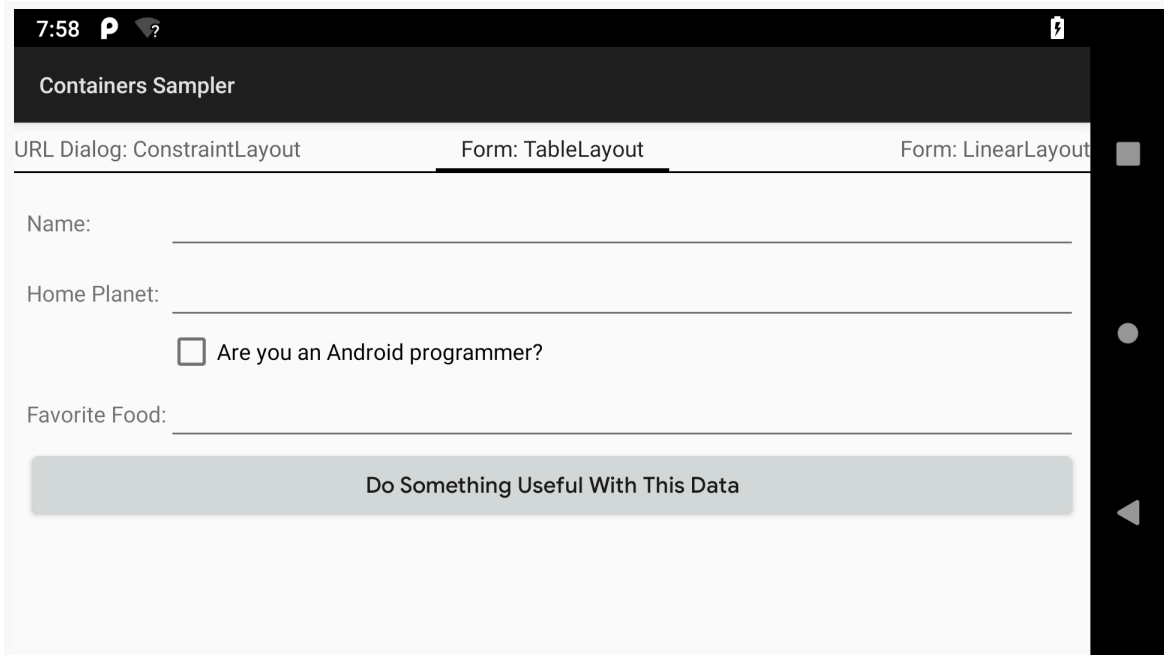 7:58
Containers Sampler
URL Dialog: ConstraintLayout Form: TableLayout Form: LinearLayout
Name:
Home Planet:
Are you an Android programmer?
Favorite Food:
Do Something Useful With This Data